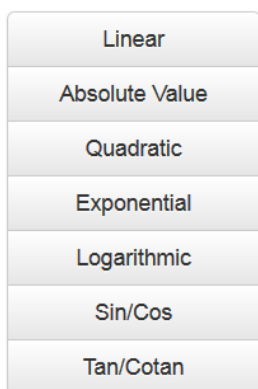 Linear
Absolute Value
Quadratic
Exponential
Logarithmic
Sin/Cos
Tan/Cotan